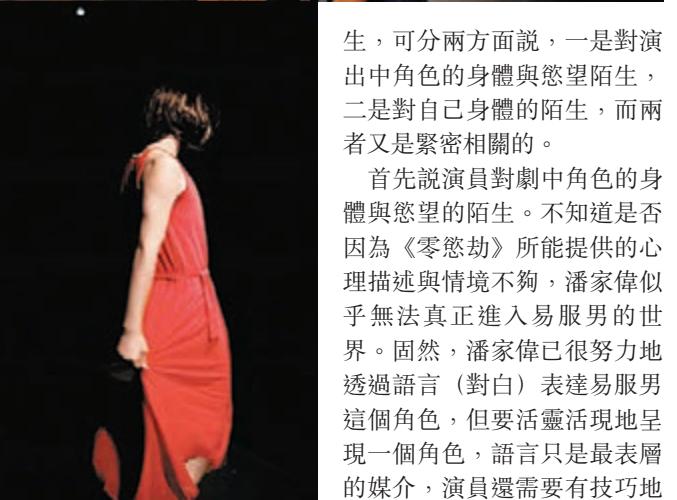 生，可分兩方面説，一是對演
出中角色的身體與慾望陌生，
二是對自己身體的陌生，而兩
者又是緊密相關的。
首先説演員對劇中角色的身
體與慾望的陌生。不知道是否
因為《零慾劫》所能提供的心
理描述與情境不夠，潘家偉似
乎無法真正進入易服男的世
界。固然，潘家偉已很努力地
透過語言（對白）表達易服男
這個角色，但要活靈活現地呈
現一個角色，語言只是最表層
的媒介，演員還需要有技巧地